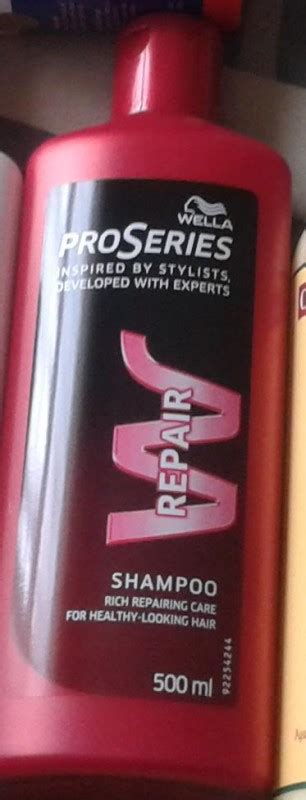 WELLA
PROSERIES
INSPIRED BY STYLISTS,
DEVELOPED WITH EXPERTS
W
REPAIR
SHAMPOO
RICH REPAIRING CARE
FOR HEALTHY-LOOKING HAIR
500 ml
92254244